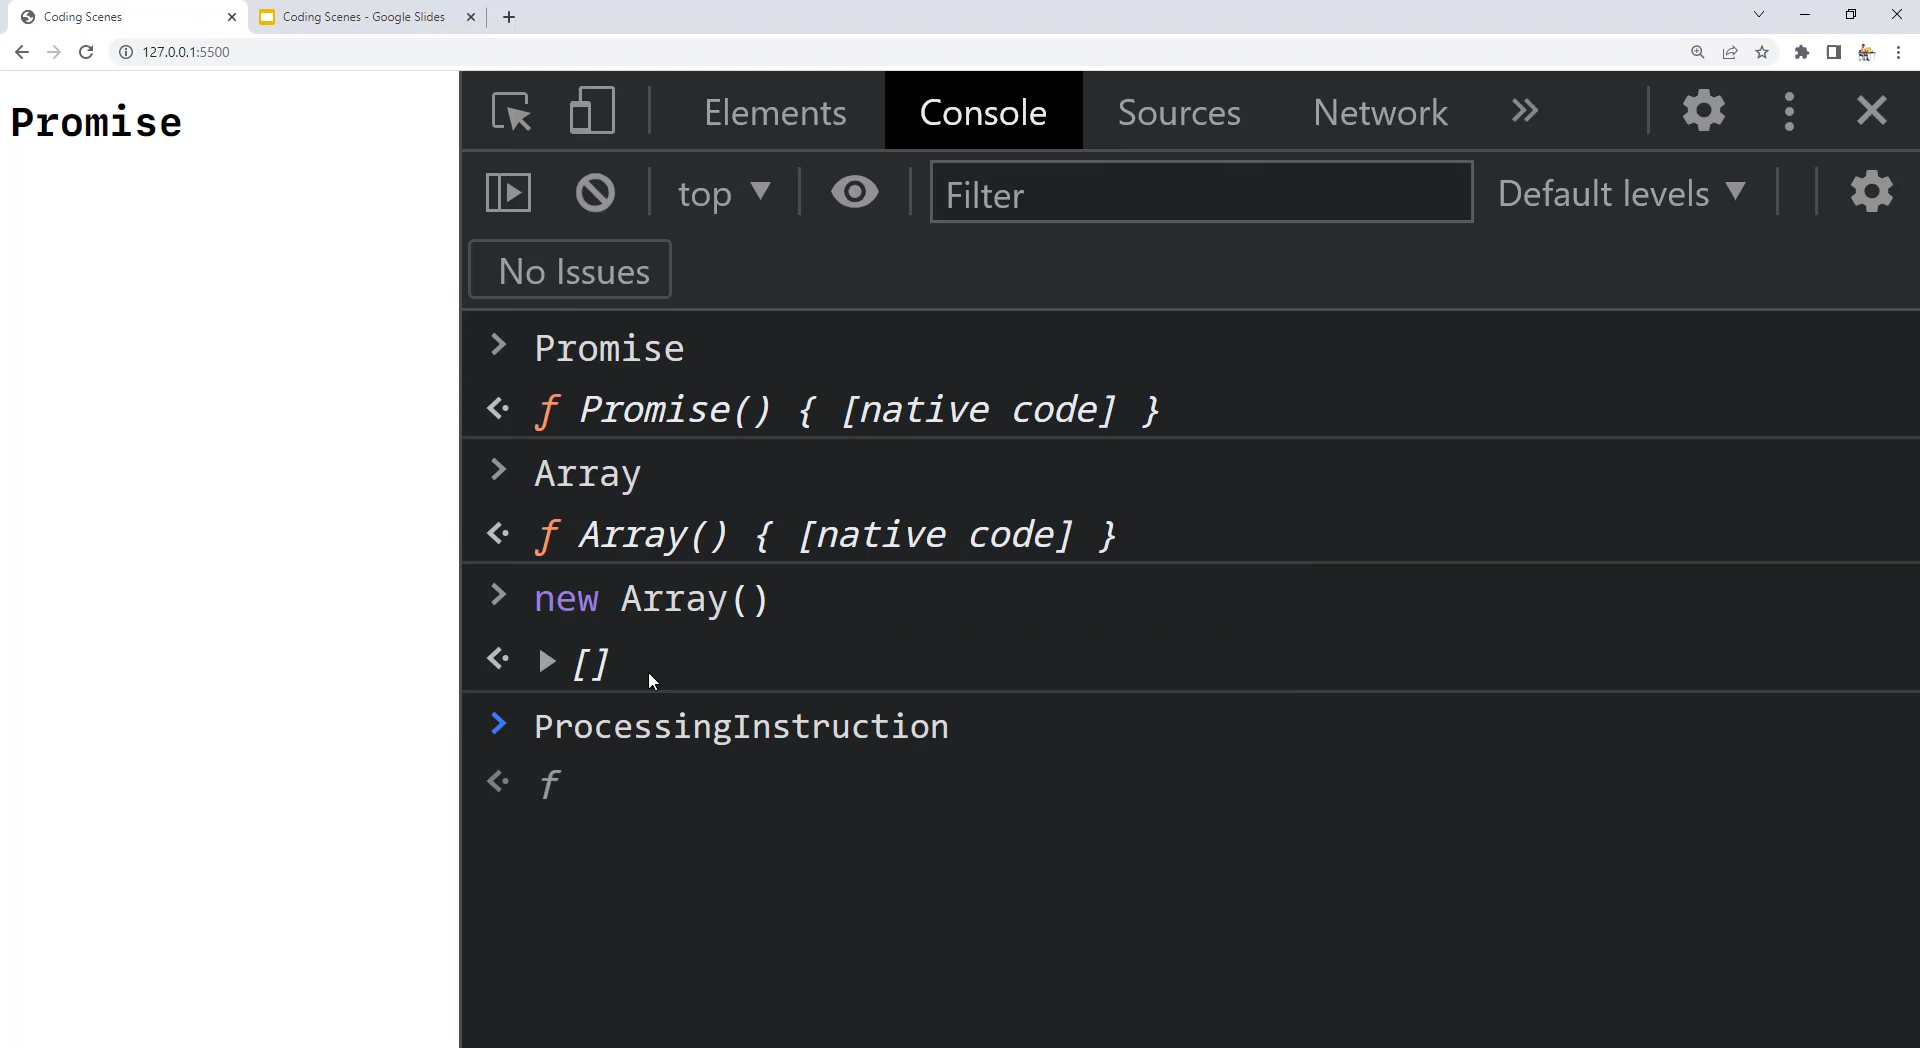 Coding Scenes
Coding Scenes - Google Slides
127.0.0.1:5500
Promise
Elements
Console
Sources
Network
top
Filter
Default levels
No Issues
Promise
f Promise() { [native code] }
Array
f Array() { [native code] }
new Array()
[]
ProcessingInstruction
f